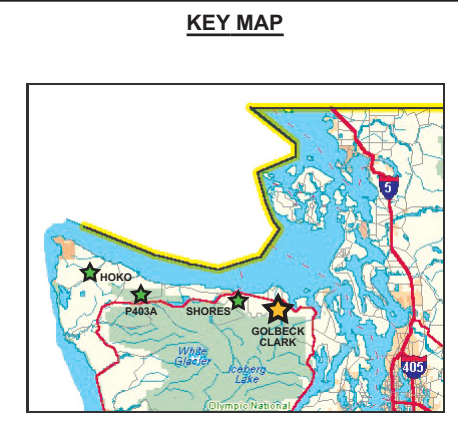 KEY MAP
5
HOKO
P403A
SHORES
GOLBECK
CLARK
White
Glacier
Iceberg
Lake
405
Olympic National